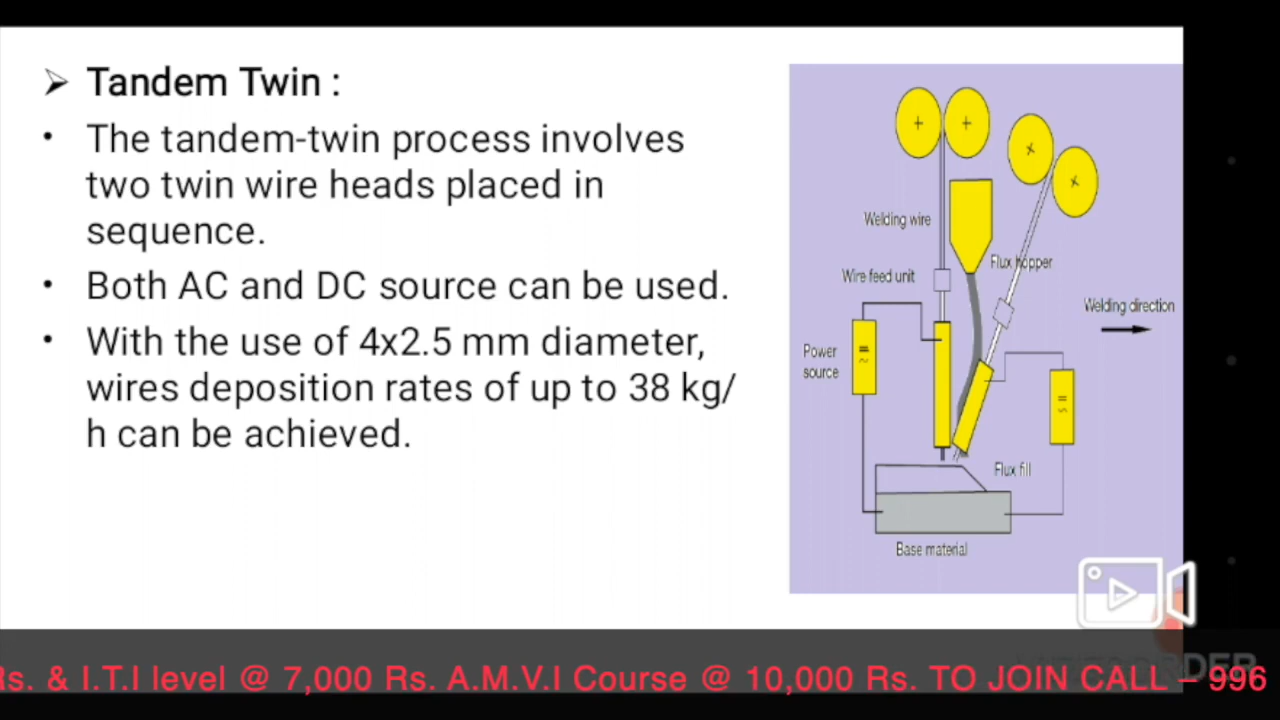 ➢ Tandem Twin :
• The tandem-twin process involves
two twin wire heads placed in
sequence.
• Both AC and DC source can be used.
• With the use of 4x2.5 mm diameter,
wires deposition rates of up to 38 kg/
h can be achieved.
Welding wire
Flux hopper
Wire feed unit
Welding direction
Power
source
Flux fill
Base material
Rs. & I.T.I level @ 7,000 Rs. A.M.V.I Course @ 10,000 Rs. TO JOIN CALL – 996